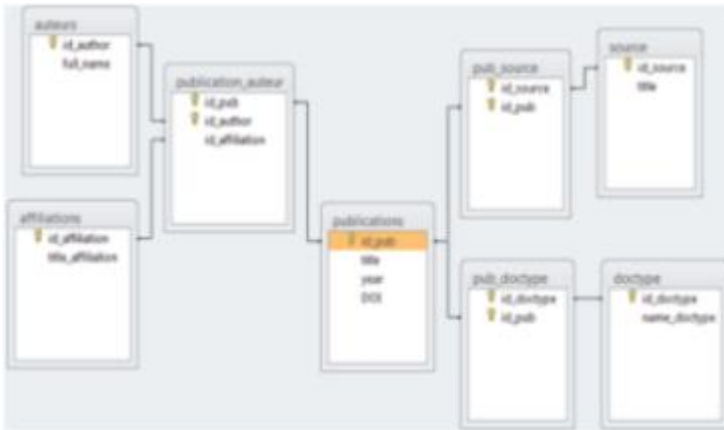 auteurs
id_author
full_name
publication_auteur
id_pub
id_author
id_affiliation
affiliations
id_affiliation
title_affiliation
publications
id_pub
title
year
DOI
pub_source
id_source
id_pub
source
id_source
title
pub_doctype
id_doctype
id_pub
doctype
id_doctype
name_doctype